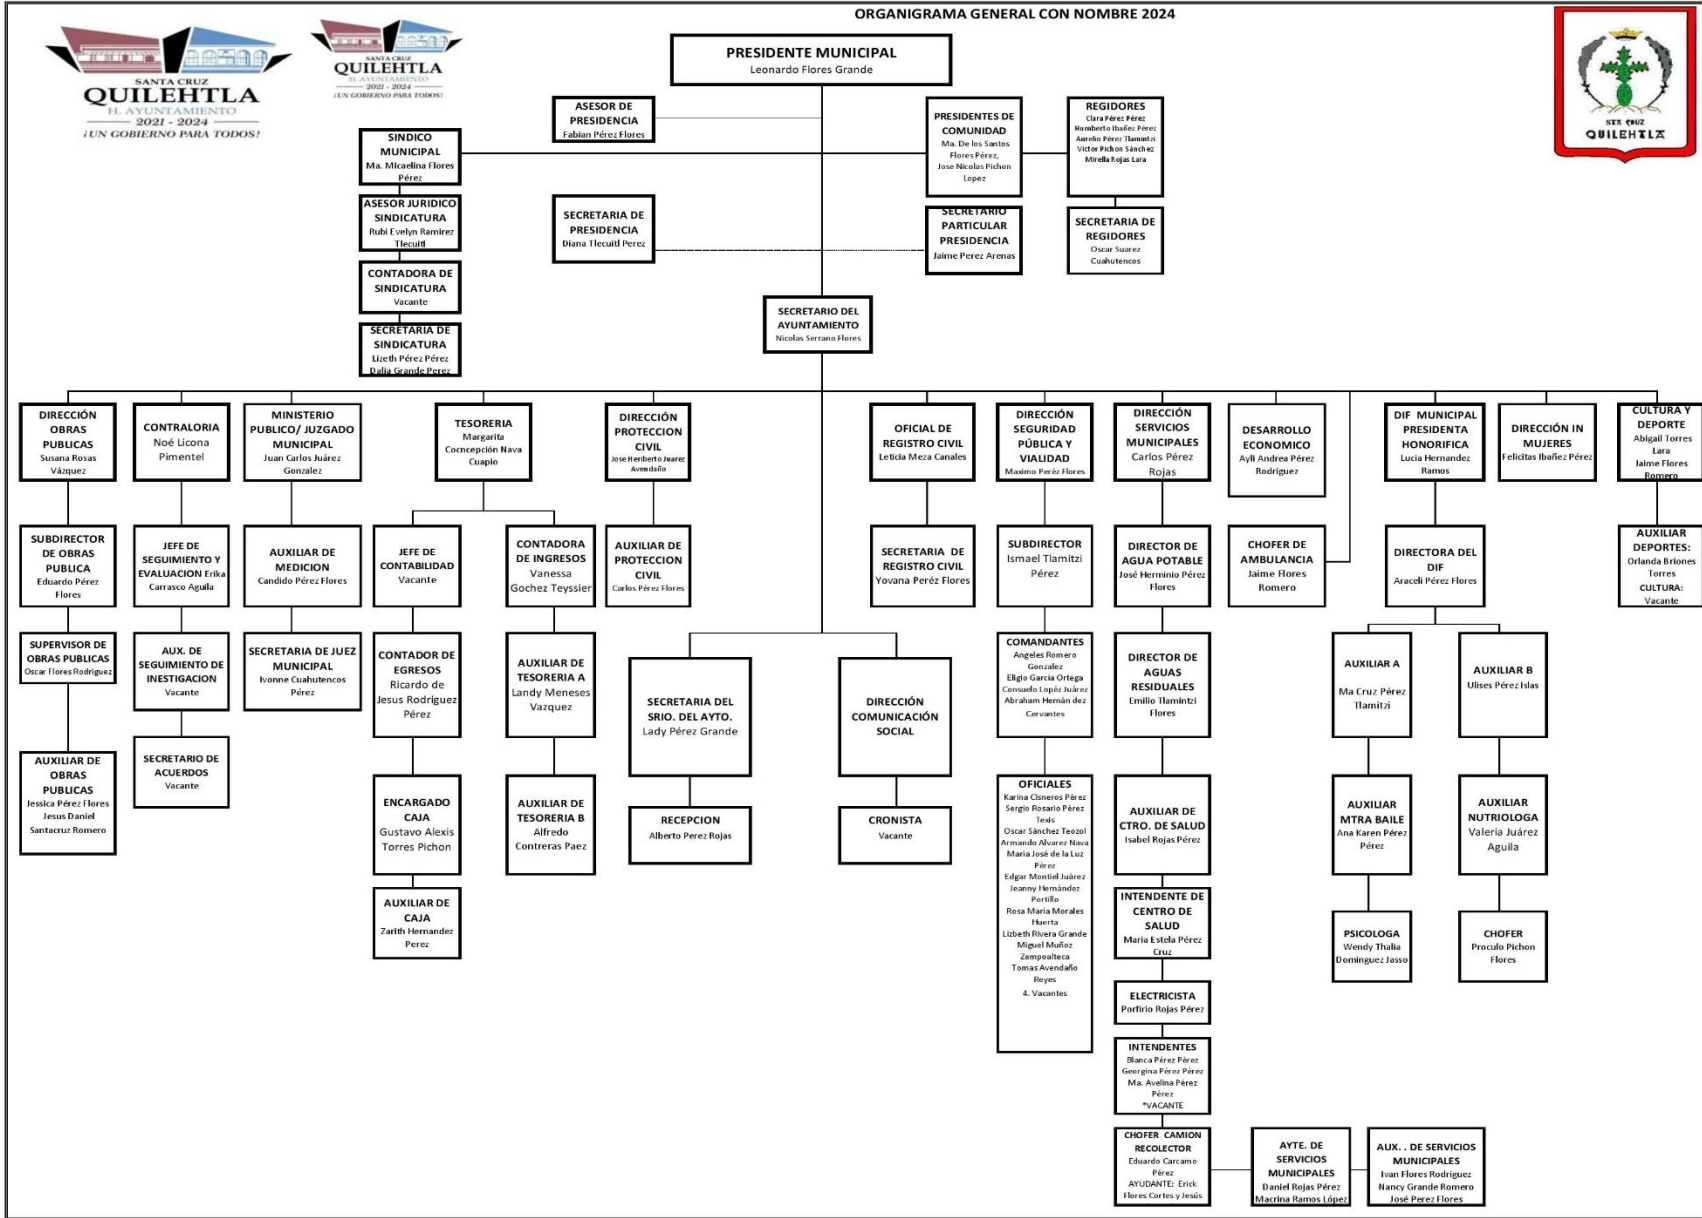 ORGANIGRAMA GENERAL CON NOMBRE 2024
SANTA CRUZ
QUILEHTLA
H. AYUNTAMIENTO
2021 - 2024
¡UN GOBIERNO PARA TODOS!
SANTA CRUZ
QUILEHTLA
H. AYUNTAMIENTO
2021 - 2024
¡UN GOBIERNO PARA TODOS!
STA CRUZ
QUILEHTLA
PRESIDENTE MUNICIPAL
Leonardo Flores Grande
ASESOR DE
PRESIDENCIA
Fabian Pérez Flores
PRESIDENTES DE
COMUNIDAD
Ma. De los Santos
Flores Pérez,
Jose Nicolas Pichon
Lopez
REGIDORES
Clara Pérez Pérez
Humberto Ibañez Pérez
Aurelio Pérez Tlamintzi
Victor Pichon Sánchez
Mirella Rojas Lara
SINDICO
MUNICIPAL
Ma. Micaelina Flores
Pérez
ASESOR JURIDICO
SINDICATURA
Rubi Evelyn Ramirez
Tlecuitl
CONTADORA DE
SINDICATURA
Vacante
SECRETARIA DE
SINDICATURA
Lizeth Pérez Pérez
Dalia Grande Perez
SECRETARIA DE
PRESIDENCIA
Diana Tlecuitl Perez
SECRETARIO
PARTICULAR
PRESIDENCIA
Jaime Perez Arenas
SECRETARIA DE
REGIDORES
Oscar Suarez
Cuahutencos
SECRETARIO DEL
AYUNTAMIENTO
Nicolas Serrano Flores
DIRECCIÓN
OBRAS
PUBLICAS
Susana Rosas
Vázquez
CONTRALORIA
Noé Licona
Pimentel
MINISTERIO
PUBLICO/ JUZGADO
MUNICIPAL
Juan Carlos Juárez
Gonzalez
TESORERIA
Margarita
Cocncepción Nava
Cuapio
DIRECCIÓN
PROTECCION
CIVIL
Jose Heriberto Juarez
Avendaño
OFICIAL DE
REGISTRO CIVIL
Leticia Meza Canales
DIRECCIÓN
SEGURIDAD
PÚBLICA Y
VIALIDAD
Maximo Peréz Flores
DIRECCIÓN
SERVICIOS
MUNICIPALES
Carlos Pérez
Rojas
DESARROLLO
ECONOMICO
Ayli Andrea Pérez
Rodríguez
DIF MUNICIPAL
PRESIDENTA
HONORIFICA
Lucia Hernandez
Ramos
DIRECCIÓN IN
MUJERES
Felicitas Ibañez Pérez
CULTURA Y
DEPORTE
Abigail Torres
Lara
Jaime Flores
Romero
SUBDIRECTOR
DE OBRAS
PUBLICA
Eduardo Pérez
Flores
JEFE DE
SEGUIMIENTO Y
EVALUACION Erika
Carrasco Aguila
AUXILIAR DE
MEDICION
Candido Pérez Flores
JEFE DE
CONTABILIDAD
Vacante
CONTADORA
DE INGRESOS
Vanessa
Gochez Teyssier
AUXILIAR DE
PROTECCION
CIVIL
Carlos Pérez Flores
SECRETARIA DE
REGISTRO CIVIL
Yovana Peréz Flores
SUBDIRECTOR
Ismael Tlamitzi
Pérez
DIRECTOR DE
AGUA POTABLE
José Herminio Pérez
Flores
CHOFER DE
AMBULANCIA
Jaime Flores
Romero
DIRECTORA DEL
DIF
Araceli Pérez Flores
AUXILIAR
DEPORTES:
Orlanda Briones
Torres
CULTURA:
Vacante
SUPERVISOR DE
OBRAS PUBLICAS
Oscar Flores Rodriguez
AUX. DE
SEGUIMIENTO DE
INESTIGACION
Vacante
SECRETARIA DE JUEZ
MUNICIPAL
Ivonne Cuahutencos
Pérez
CONTADOR DE
EGRESOS
Ricardo de
Jesus Rodríguez
Pérez
AUXILIAR DE
TESORERIA A
Landy Meneses
Vazquez
SECRETARIA DEL
SRIO. DEL AYTO.
Lady Pérez Grande
DIRECCIÓN
COMUNICACIÓN
SOCIAL
COMANDANTES
Angeles Romero
Gonzalez
Eligio García Ortega
Consuelo Lopéz Juárez
Abraham Hernán dez
Cervantes
DIRECTOR DE
AGUAS
RESIDUALES
Emilio Tlamintzi
Flores
AUXILIAR A
Ma Cruz Pérez
Tlamitzi
AUXILIAR B
Ulises Pérez Islas
AUXILIAR DE
OBRAS
PUBLICAS
Jessica Pérez Flores
Jesus Daniel
Santacruz Romero
SECRETARIO DE
ACUERDOS
Vacante
ENCARGADO
CAJA
Gustavo Alexis
Torres Pichon
AUXILIAR DE
TESORERIA B
Alfredo
Contreras Paez
RECEPCION
Alberto Perez Rojas
CRONISTA
Vacante
OFICIALES
Karina Cisneros Pérez
Sergio Rosario Pérez
Texis
Oscar Sánchez Teozol
Armando Alvarez Nava
Maria José de la Luz
Pérez
Edgar Montiel Juárez
Jeanny Hernández
Portillo
Rosa Maria Morales
Huerta
Lizbeth Rivera Grande
Miguel Muñoz
Zempoalteca
Tomas Avendaño
Reyes
4. Vacantes
AUXILIAR DE
CTRO. DE SALUD
Isabel Rojas Pérez
AUXILIAR
MTRA BAILE
Ana Karen Pérez
Pérez
AUXILIAR
NUTRIOLOGA
Valeria Juárez
Aguila
AUXILIAR DE
CAJA
Zarith Hernandez
Perez
INTENDENTE DE
CENTRO DE
SALUD
Maria Estela Pérez
Cruz
PSICOLOGA
Wendy Thalia
Dominguez Jasso
CHOFER
Proculo Pichon
Flores
ELECTRICISTA
Porfirio Rojas Pérez
INTENDENTES
Blanca Pérez Pérez
Georgina Pérez Pérez
Ma. Avelina Pérez
Pérez
*VACANTE
CHOFER CAMION
RECOLECTOR
Eduardo Carcamo
Pérez
AYUDANTE: Erick
Flores Cortes y Jesús
AYTE. DE
SERVICIOS
MUNICIPALES
Daniel Rojas Pérez
Macrina Ramos López
AUX. . DE SERVICIOS
MUNICIPALES
Ivan Flores Rodriguez
Nancy Grande Romero
José Perez Flores